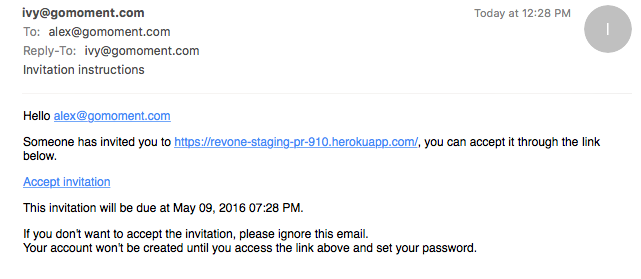 ivy@gomoment.com
Today at 12:28 PM
I
To: alex@gomoment.com
Reply-To: ivy@gomoment.com
Invitation instructions
Hello alex@gomoment.com
Someone has invited you to https://revone-staging-pr-910.herokuapp.com/, you can accept it through the link
below.
Accept invitation
This invitation will be due at May 09, 2016 07:28 PM.
If you don't want to accept the invitation, please ignore this email.
Your account won't be created until you access the link above and set your password.